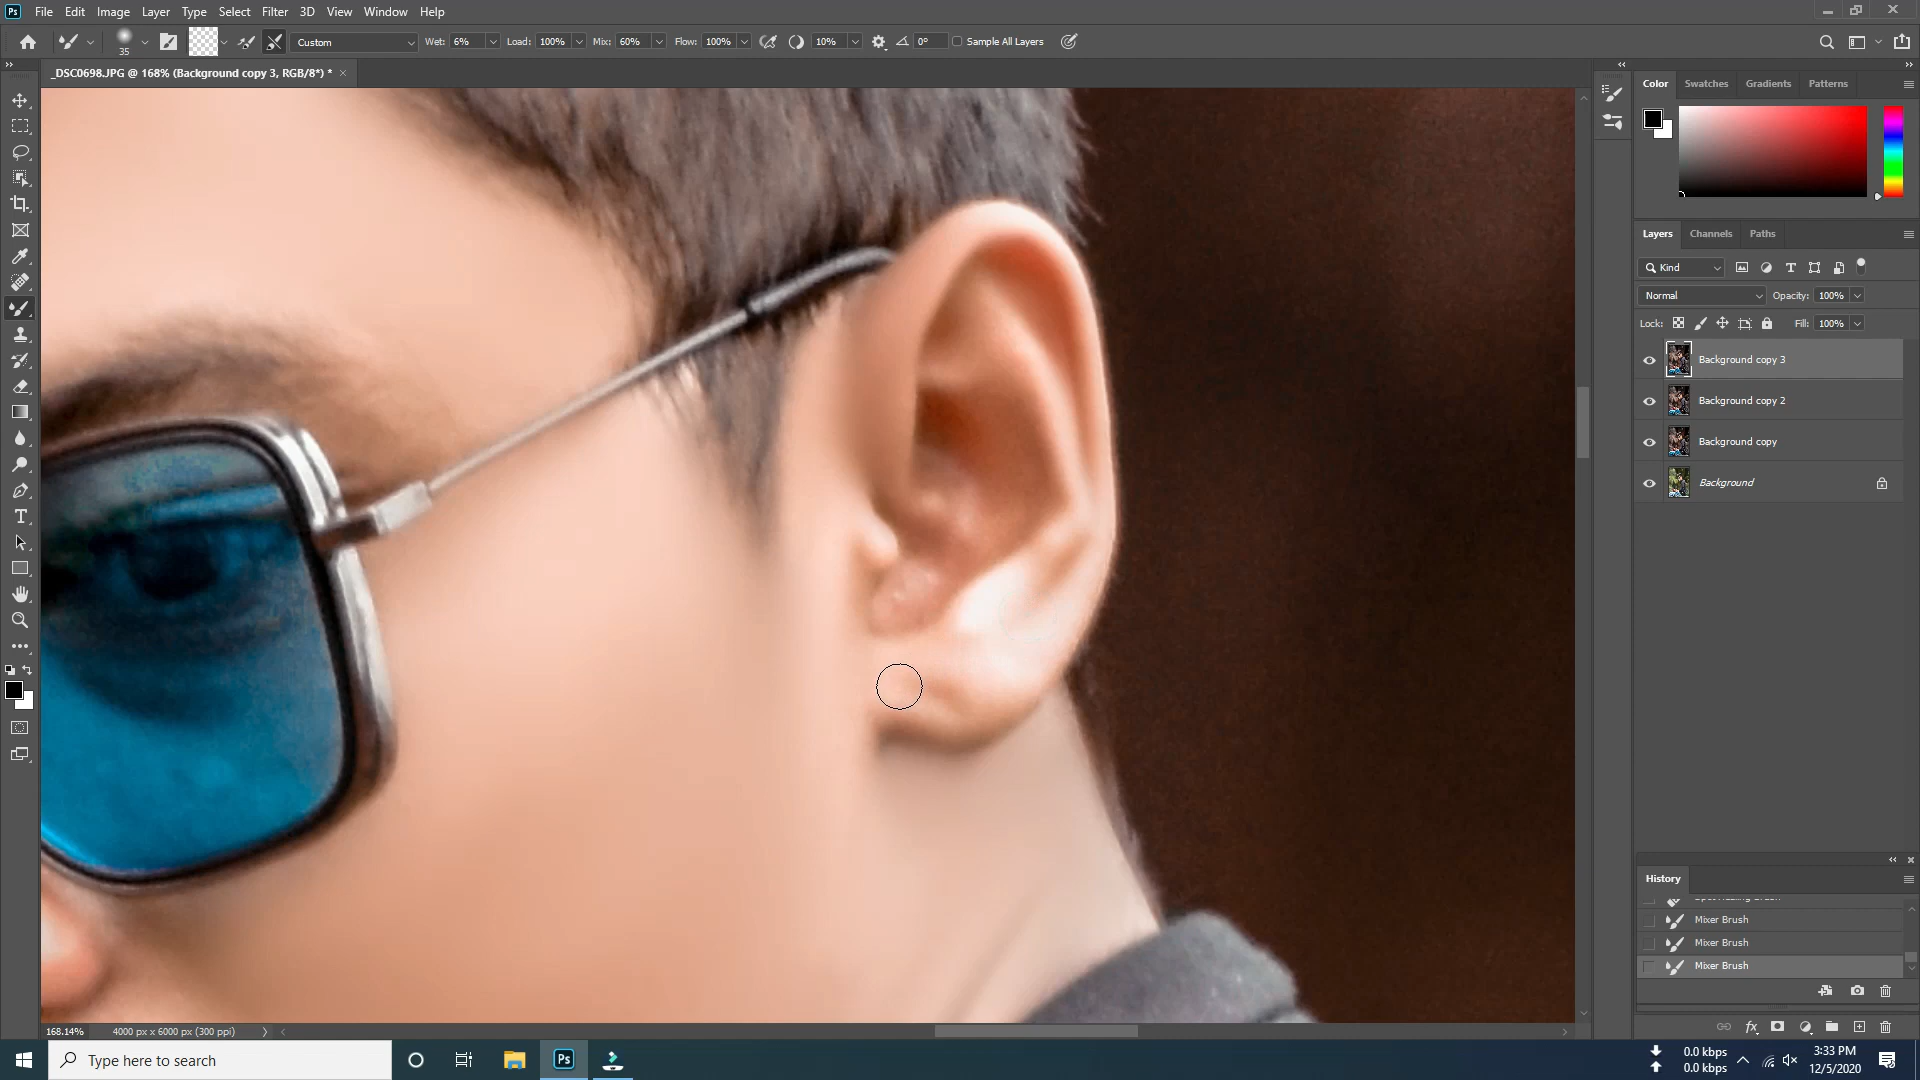 Ps File Edit Image Layer Type Select Filter 3D View Window Help
35 Custom Wet: 6% Load: 100% Mix: 60% Flow: 100% 10% 0° Sample All Layers
_DSC0698.JPG @ 168% (Background copy 3, RGB/8*) * ×
Color Swatches Gradients Patterns
Layers Channels Paths
Kind
Normal Opacity: 100%
Lock: Fill: 100%
Background copy 3
Background copy 2
Background copy
Background
History
Mixer Brush
Mixer Brush
Mixer Brush
168.14% 4000 px x 6000 px (300 ppi)
Type here to search
Ps
0.0 kbps
0.0 kbps
3:33 PM
12/5/2020